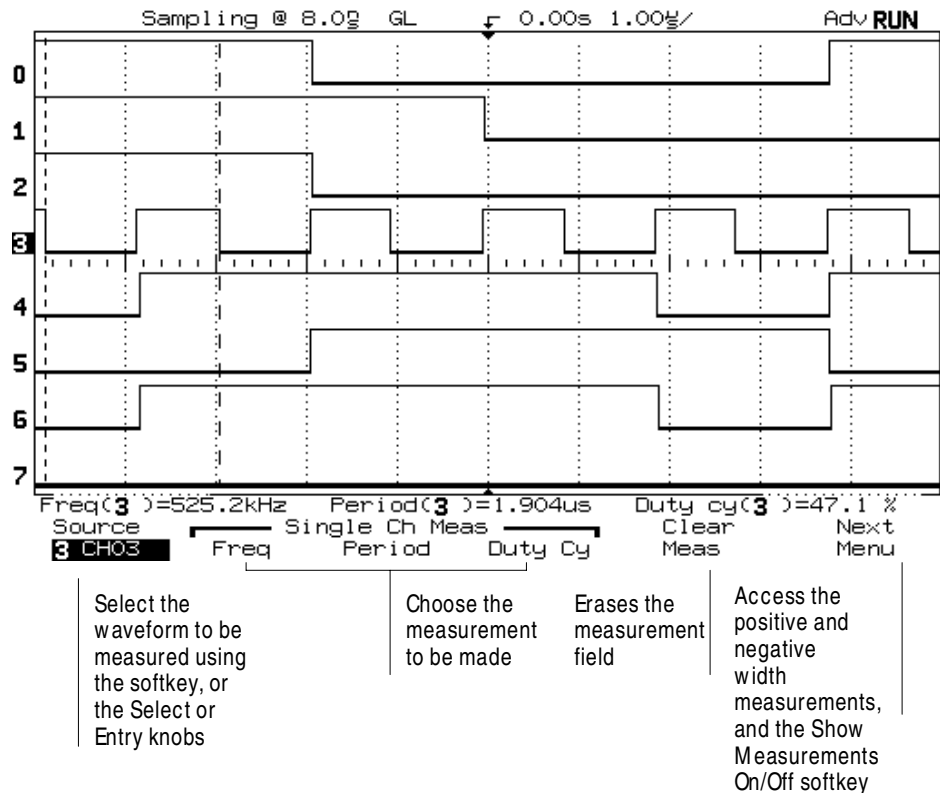 Sampling @ 8.0ns GL 0.00s 1.00us/ Adv RUN
0
1
2
3
4
5
6
7
Freq(3 )=525.2kHz Period(3 )=1.904us Duty cy(3 )=47.1 %
Source Single Ch Meas Clear Next
3 CH03 Freq Period Duty Cy Meas Menu
Select the
waveform to be
measured using
the softkey, or
the Select or
Entry knobs
Choose the
measurement
to be made
Erases the
measurement
field
Access the
positive and
negative
width
measurements,
and the Show
Measurements
On/Off softkey